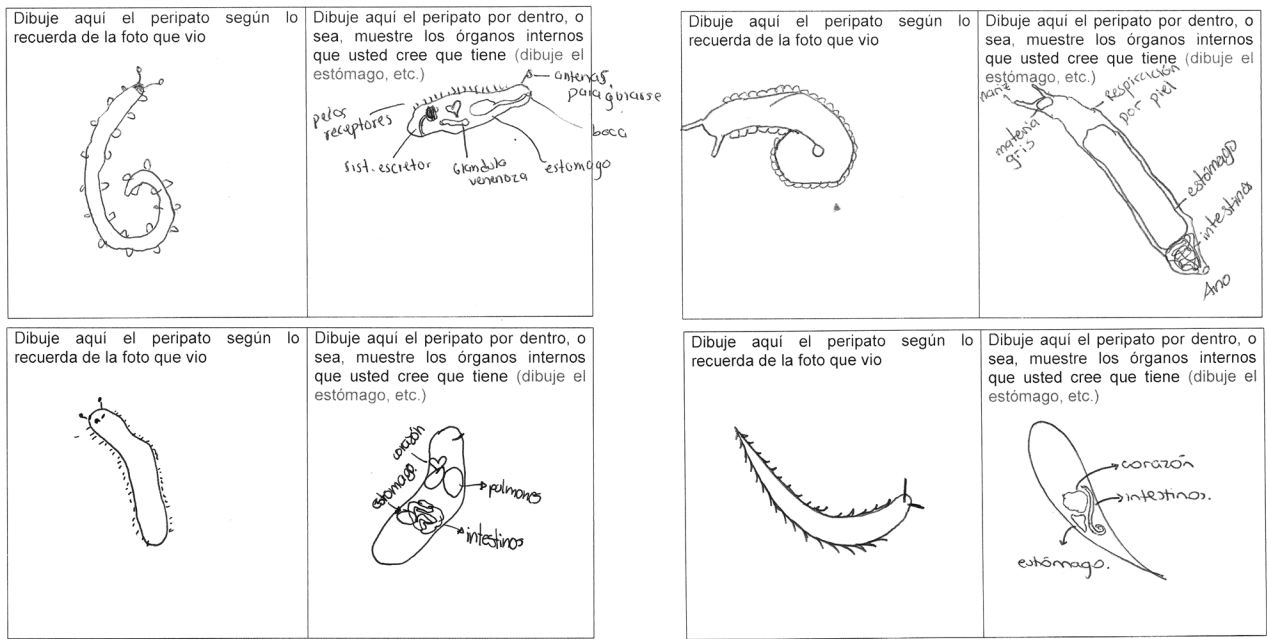 Dibuje aquí el peripato según lo
recuerda de la foto que vio
Dibuje aquí el peripato por dentro, o
sea, muestre los órganos internos
que usted cree que tiene (dibuje el
estómago, etc.)
antenas
para guiarse
pelos
receptores
boca
sist. escretor
Glandula
venenoza
estomago
Dibuje aquí el peripato según lo
recuerda de la foto que vio
Dibuje aquí el peripato por dentro, o
sea, muestre los órganos internos
que usted cree que tiene (dibuje el
estómago, etc.)
nariz
Respiración
por piel
materia
gris
estomago
intestinos
Ano
Dibuje aquí el peripato según lo
recuerda de la foto que vio
Dibuje aquí el peripato por dentro, o
sea, muestre los órganos internos
que usted cree que tiene (dibuje el
estómago, etc.)
corazón
estomago.
pulmones
intestinos
Dibuje aquí el peripato según lo
recuerda de la foto que vio
Dibuje aquí el peripato por dentro, o
sea, muestre los órganos internos
que usted cree que tiene (dibuje el
estómago, etc.)
corazón
intestinos.
estómago.